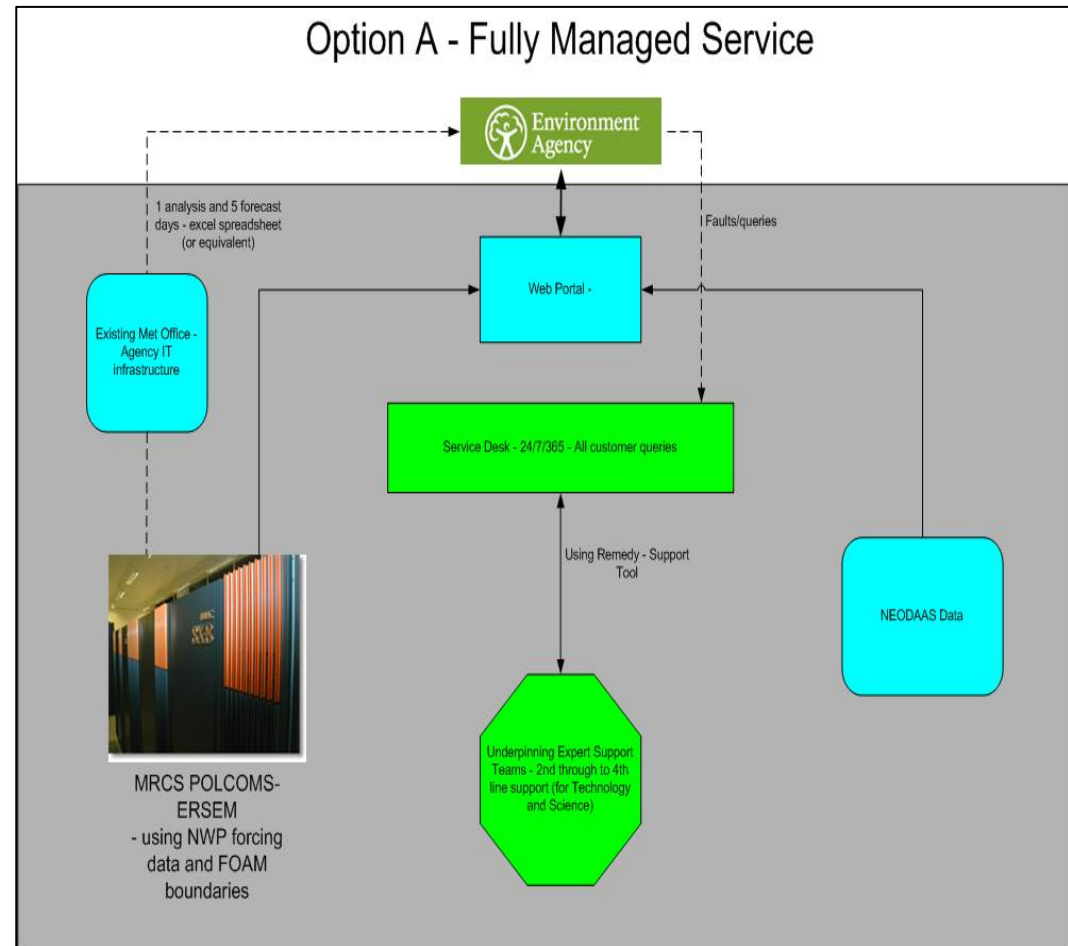 Option A - Fully Managed Service
Environment
Agency
1 analysis and 5 forecast
days - excel spreadsheet
(or equivalent)
Faults/queries
Web Portal -
Existing Met Office -
Agency IT
infrastructure
Service Desk - 24/7/365 - All customer queries
Using Remedy - Support
Tool
NEODAAS Data
Underpinning Expert Support
Teams - 2nd through to 4th
line support (for Technology
and Science)
MRCS POLCOMS-
ERSEM
- using NWP forcing
data and FOAM
boundaries